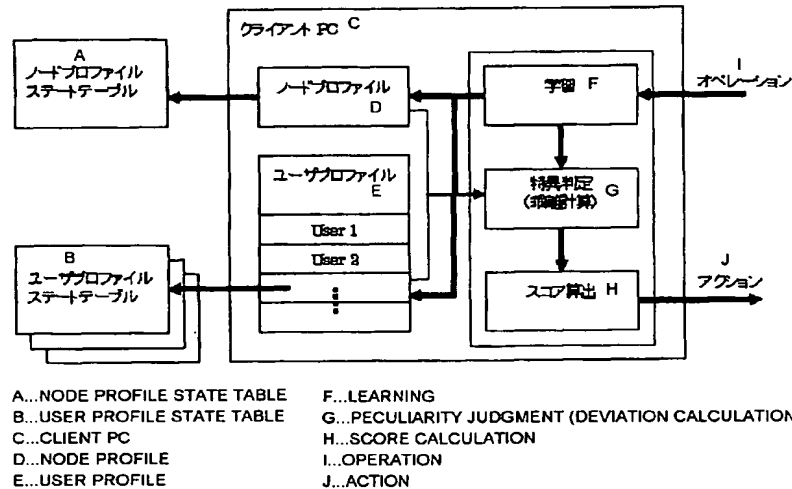 クライアント PC C
A
ノードプロファイル
ステートテーブル
ノードプロファイル
D
学習 F
I
オペレーション
ユーザプロファイル
E
特異判定
G
User 1
User 2
B
ユーザプロファイル
ステートテーブル
スコア算出 H
J
アクション
A...NODE PROFILE STATE TABLE
B...USER PROFILE STATE TABLE
C...CLIENT PC
D...NODE PROFILE
E...USER PROFILE
F...LEARNING
G...PECULIARITY JUDGMENT (DEVIATION CALCULATION
H...SCORE CALCULATION
I...OPERATION
J...ACTION